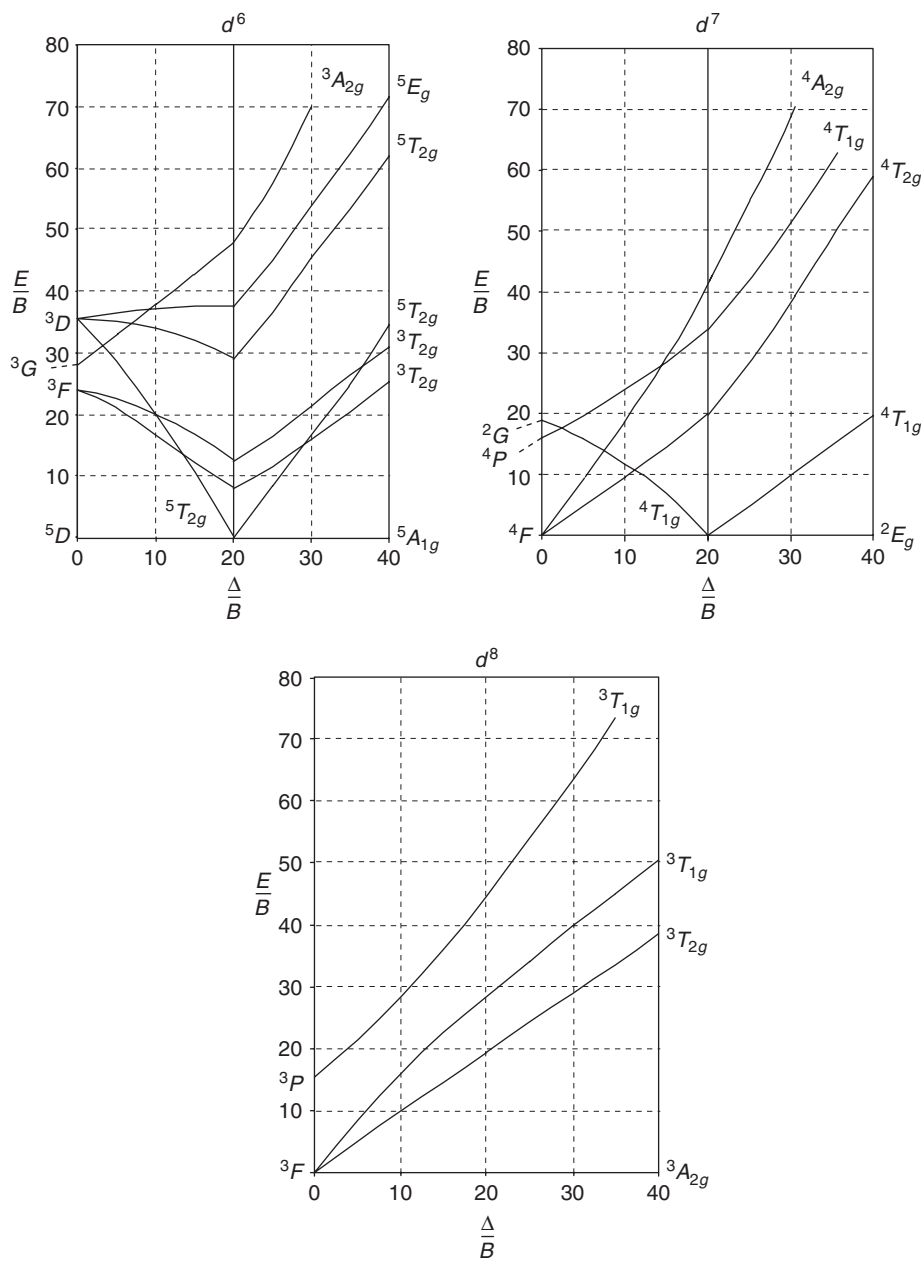 d⁶
80
70
60
50
40
30
20
10
E/B
³D
³G
³F
⁵D
³A₂g
⁵E_g
⁵T₂g
⁵T₂g
³T₂g
³T₂g
⁵T₂g
⁵A₁g
0 10 20 30 40
Δ/B
d⁷
80
70
60
50
40
30
20
10
E/B
²G
⁴P
⁴F
⁴A₂g
⁴T₁g
⁴T₂g
⁴T₁g
⁴T₁g
²E_g
0 10 20 30 40
Δ/B
d⁸
80
70
60
50
40
30
20
10
E/B
³P
³F
³T₁g
³T₁g
³T₂g
³A₂g
0 10 20 30 40
Δ/B